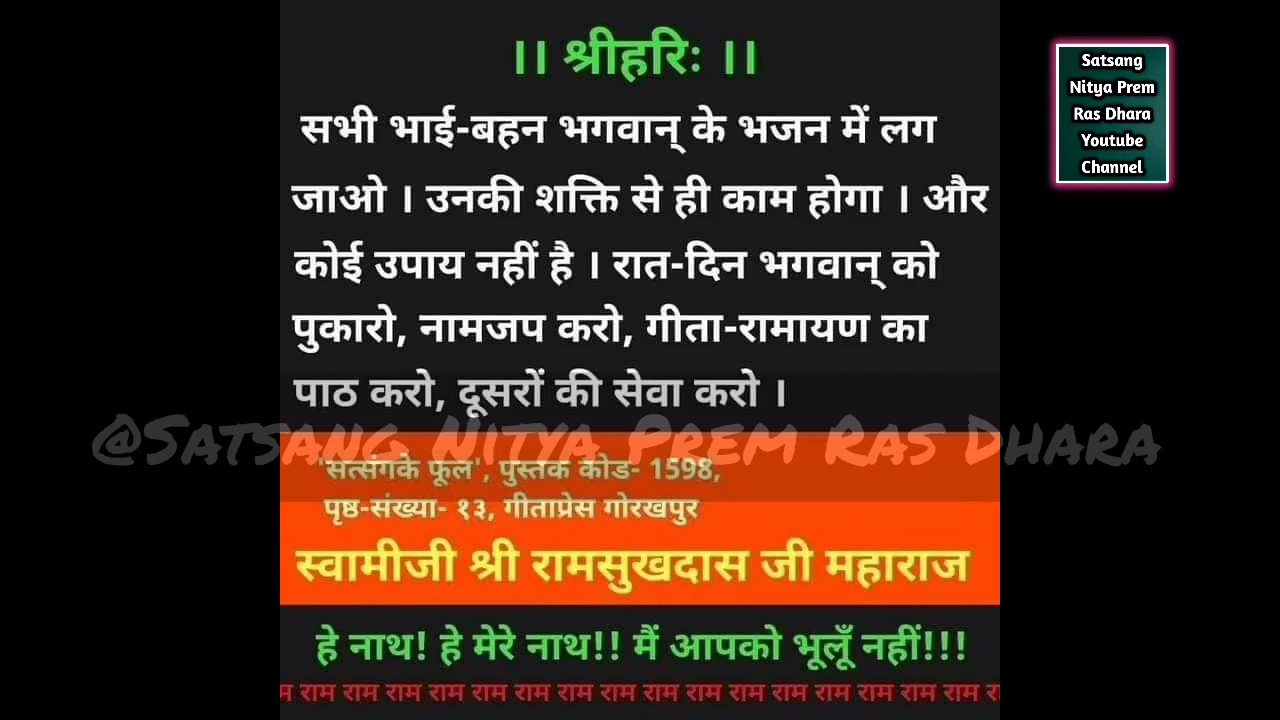 ।। श्रीहरिः ।।
सभी भाई-बहन भगवान् के भजन में लग
जाओ । उनकी शक्ति से ही काम होगा । और
कोई उपाय नहीं है । रात-दिन भगवान् को
पुकारो, नामजप करो, गीता-रामायण का
पाठ करो, दूसरों की सेवा करो ।
@Satsang Nitya Prem Ras Dhara
'सत्संगके फूल', पुस्तक कोड- 1598,
पृष्ठ-संख्या- १३, गीताप्रेस गोरखपुर
स्वामीजी श्री रामसुखदास जी महाराज
हे नाथ! हे मेरे नाथ!! मैं आपको भूलूँ नहीं!!!
म राम राम राम राम राम राम राम राम राम राम राम राम राम राम राम राम र
Satsang
Nitya Prem
Ras Dhara
Youtube
Channel